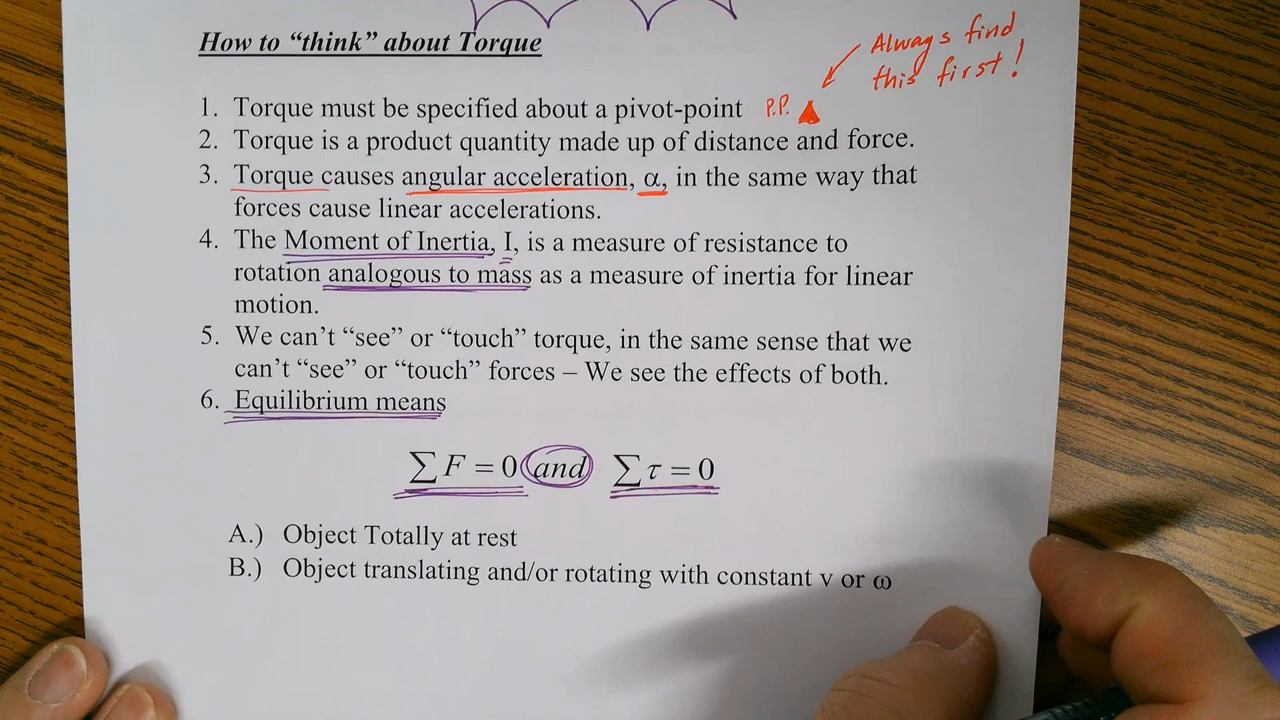 How to “think” about Torque
Always find
this first!
1. Torque must be specified about a pivot-point P.P.
2. Torque is a product quantity made up of distance and force.
3. Torque causes angular acceleration, α, in the same way that
forces cause linear accelerations.
4. The Moment of Inertia, I, is a measure of resistance to
rotation analogous to mass as a measure of inertia for linear
motion.
5. We can’t “see” or “touch” torque, in the same sense that we
can’t “see” or “touch” forces – We see the effects of both.
6. Equilibrium means
∑F = 0 and ∑τ = 0
A.) Object Totally at rest
B.) Object translating and/or rotating with constant v or ω